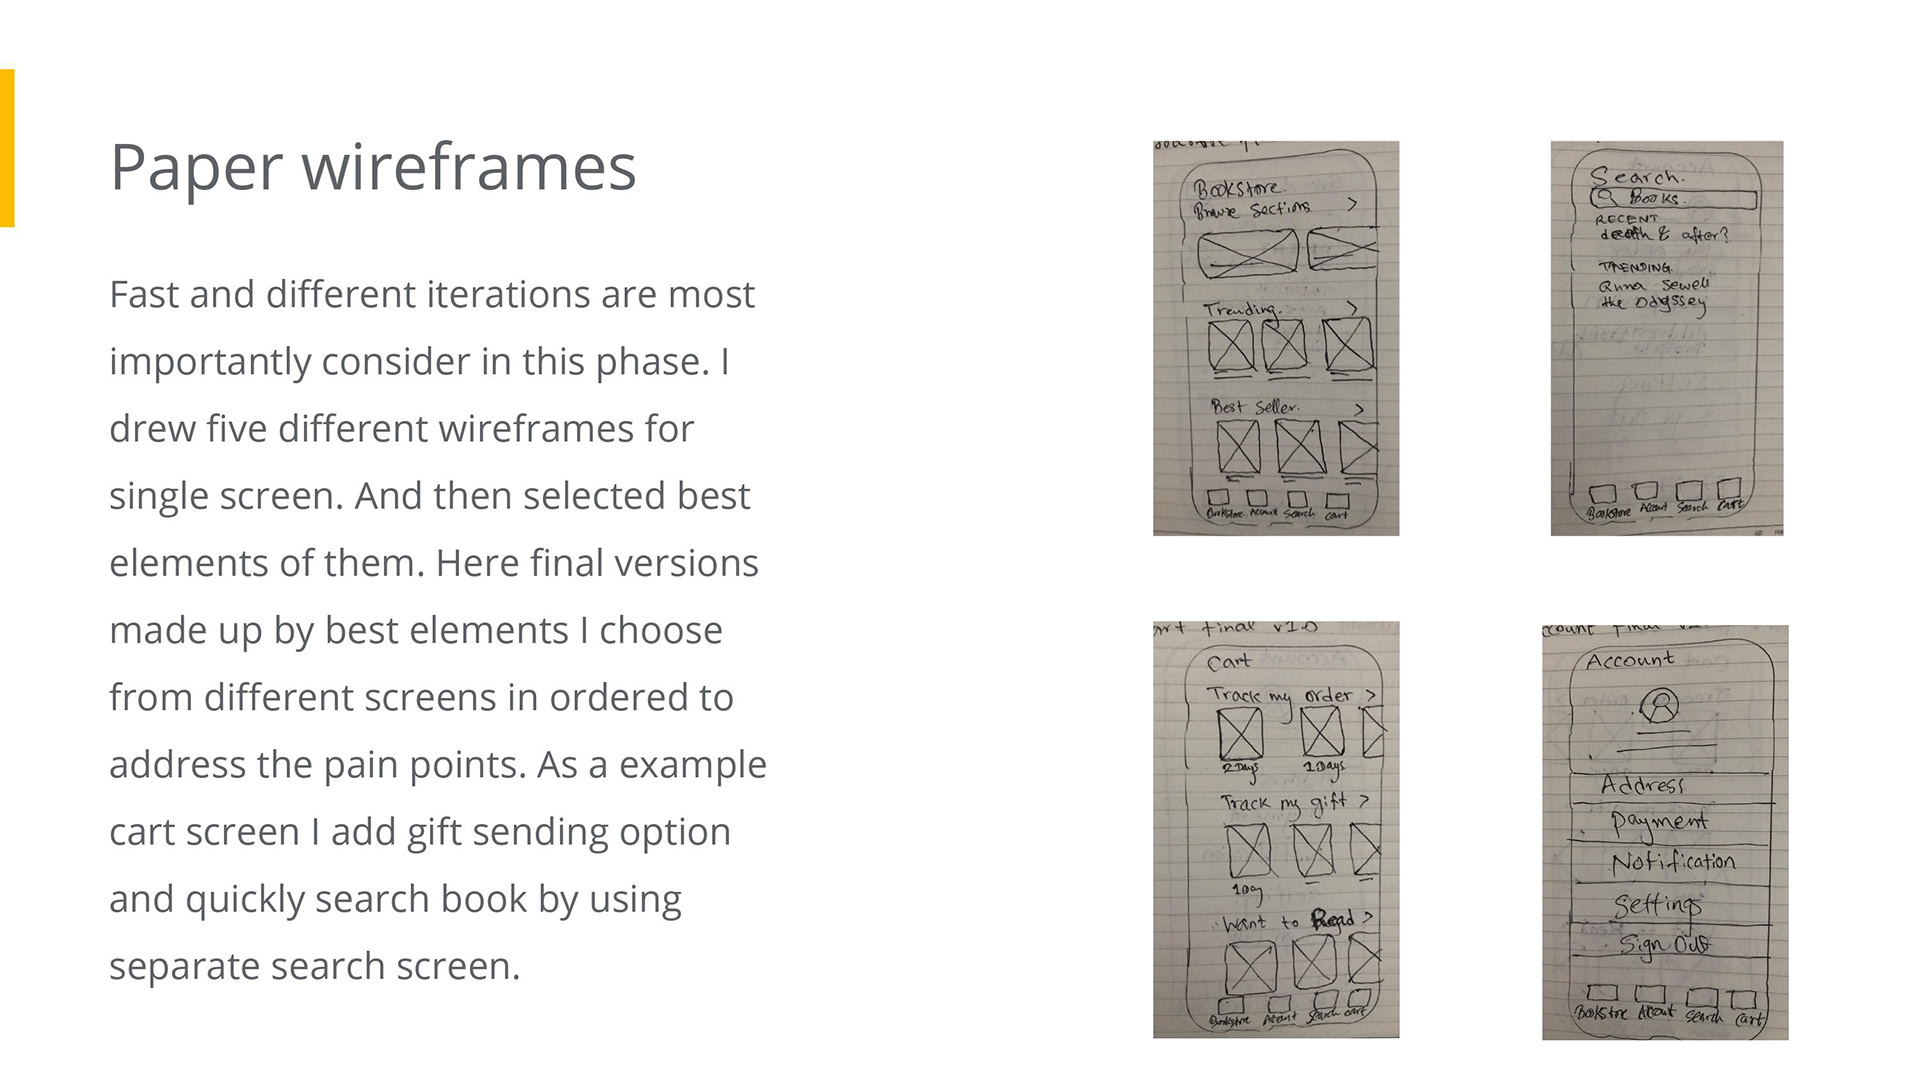 Paper wireframes
Fast and different iterations are most
importantly consider in this phase. I
drew five different wireframes for
single screen. And then selected best
elements of them. Here final versions
made up by best elements I choose
from different screens in ordered to
address the pain points. As a example
cart screen I add gift sending option
and quickly search book by using
separate search screen.
Bookstore.
Browse Sections >
Trending. >
Best Seller. >
Bookstore Account Search Cart
Search.
Books.
RECENT
death & after?
TRENDING.
Anna Sewell
the Odyssey
Bookstore Account Search Cart
final v1.0
Cart
Track my order >
2 Days 1 Days
Track my gift >
1 Day
Want to Read >
Bookstore Account Search Cart
final
Account
Address
Payment
Notification
Settings
Sign Out
Bookstore Account Search Cart